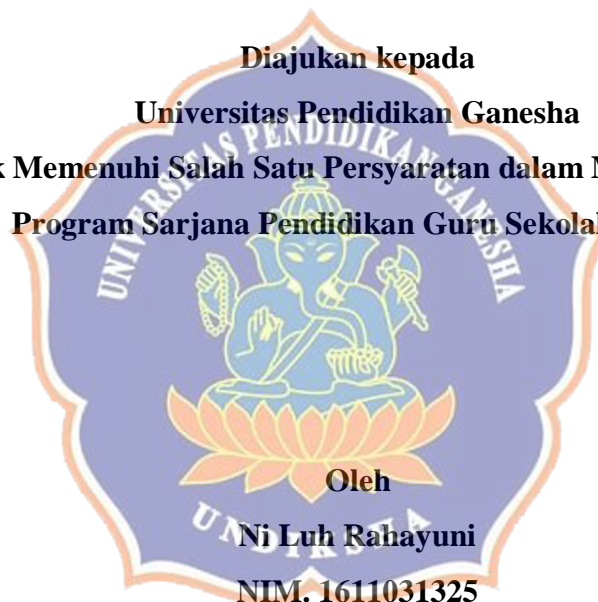 Diajukan kepada
Universitas Pendidikan Ganesha
k Memenuhi Salah Satu Persyaratan dalam M
Program Sarjana Pendidikan Guru Sekolah
UNIVERSITAS PENDIDIKAN GANESHA
Oleh
UNDIKSHA
Ni Luh Rahayuni
NIM. 1611031325